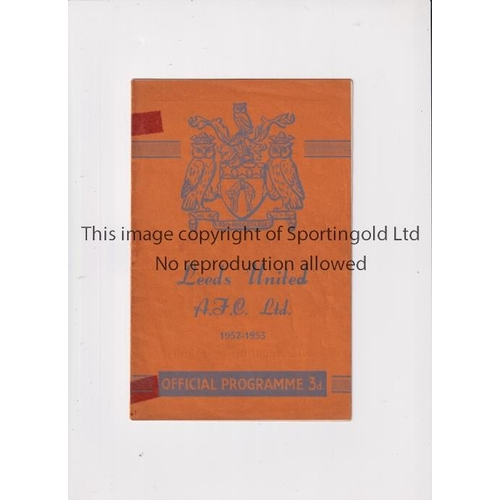 This image copyright of Sportingold Ltd
No reproduction allowed
Leeds United
A.F.C. Ltd.
1952-1953
OFFICIAL PROGRAMME 3d